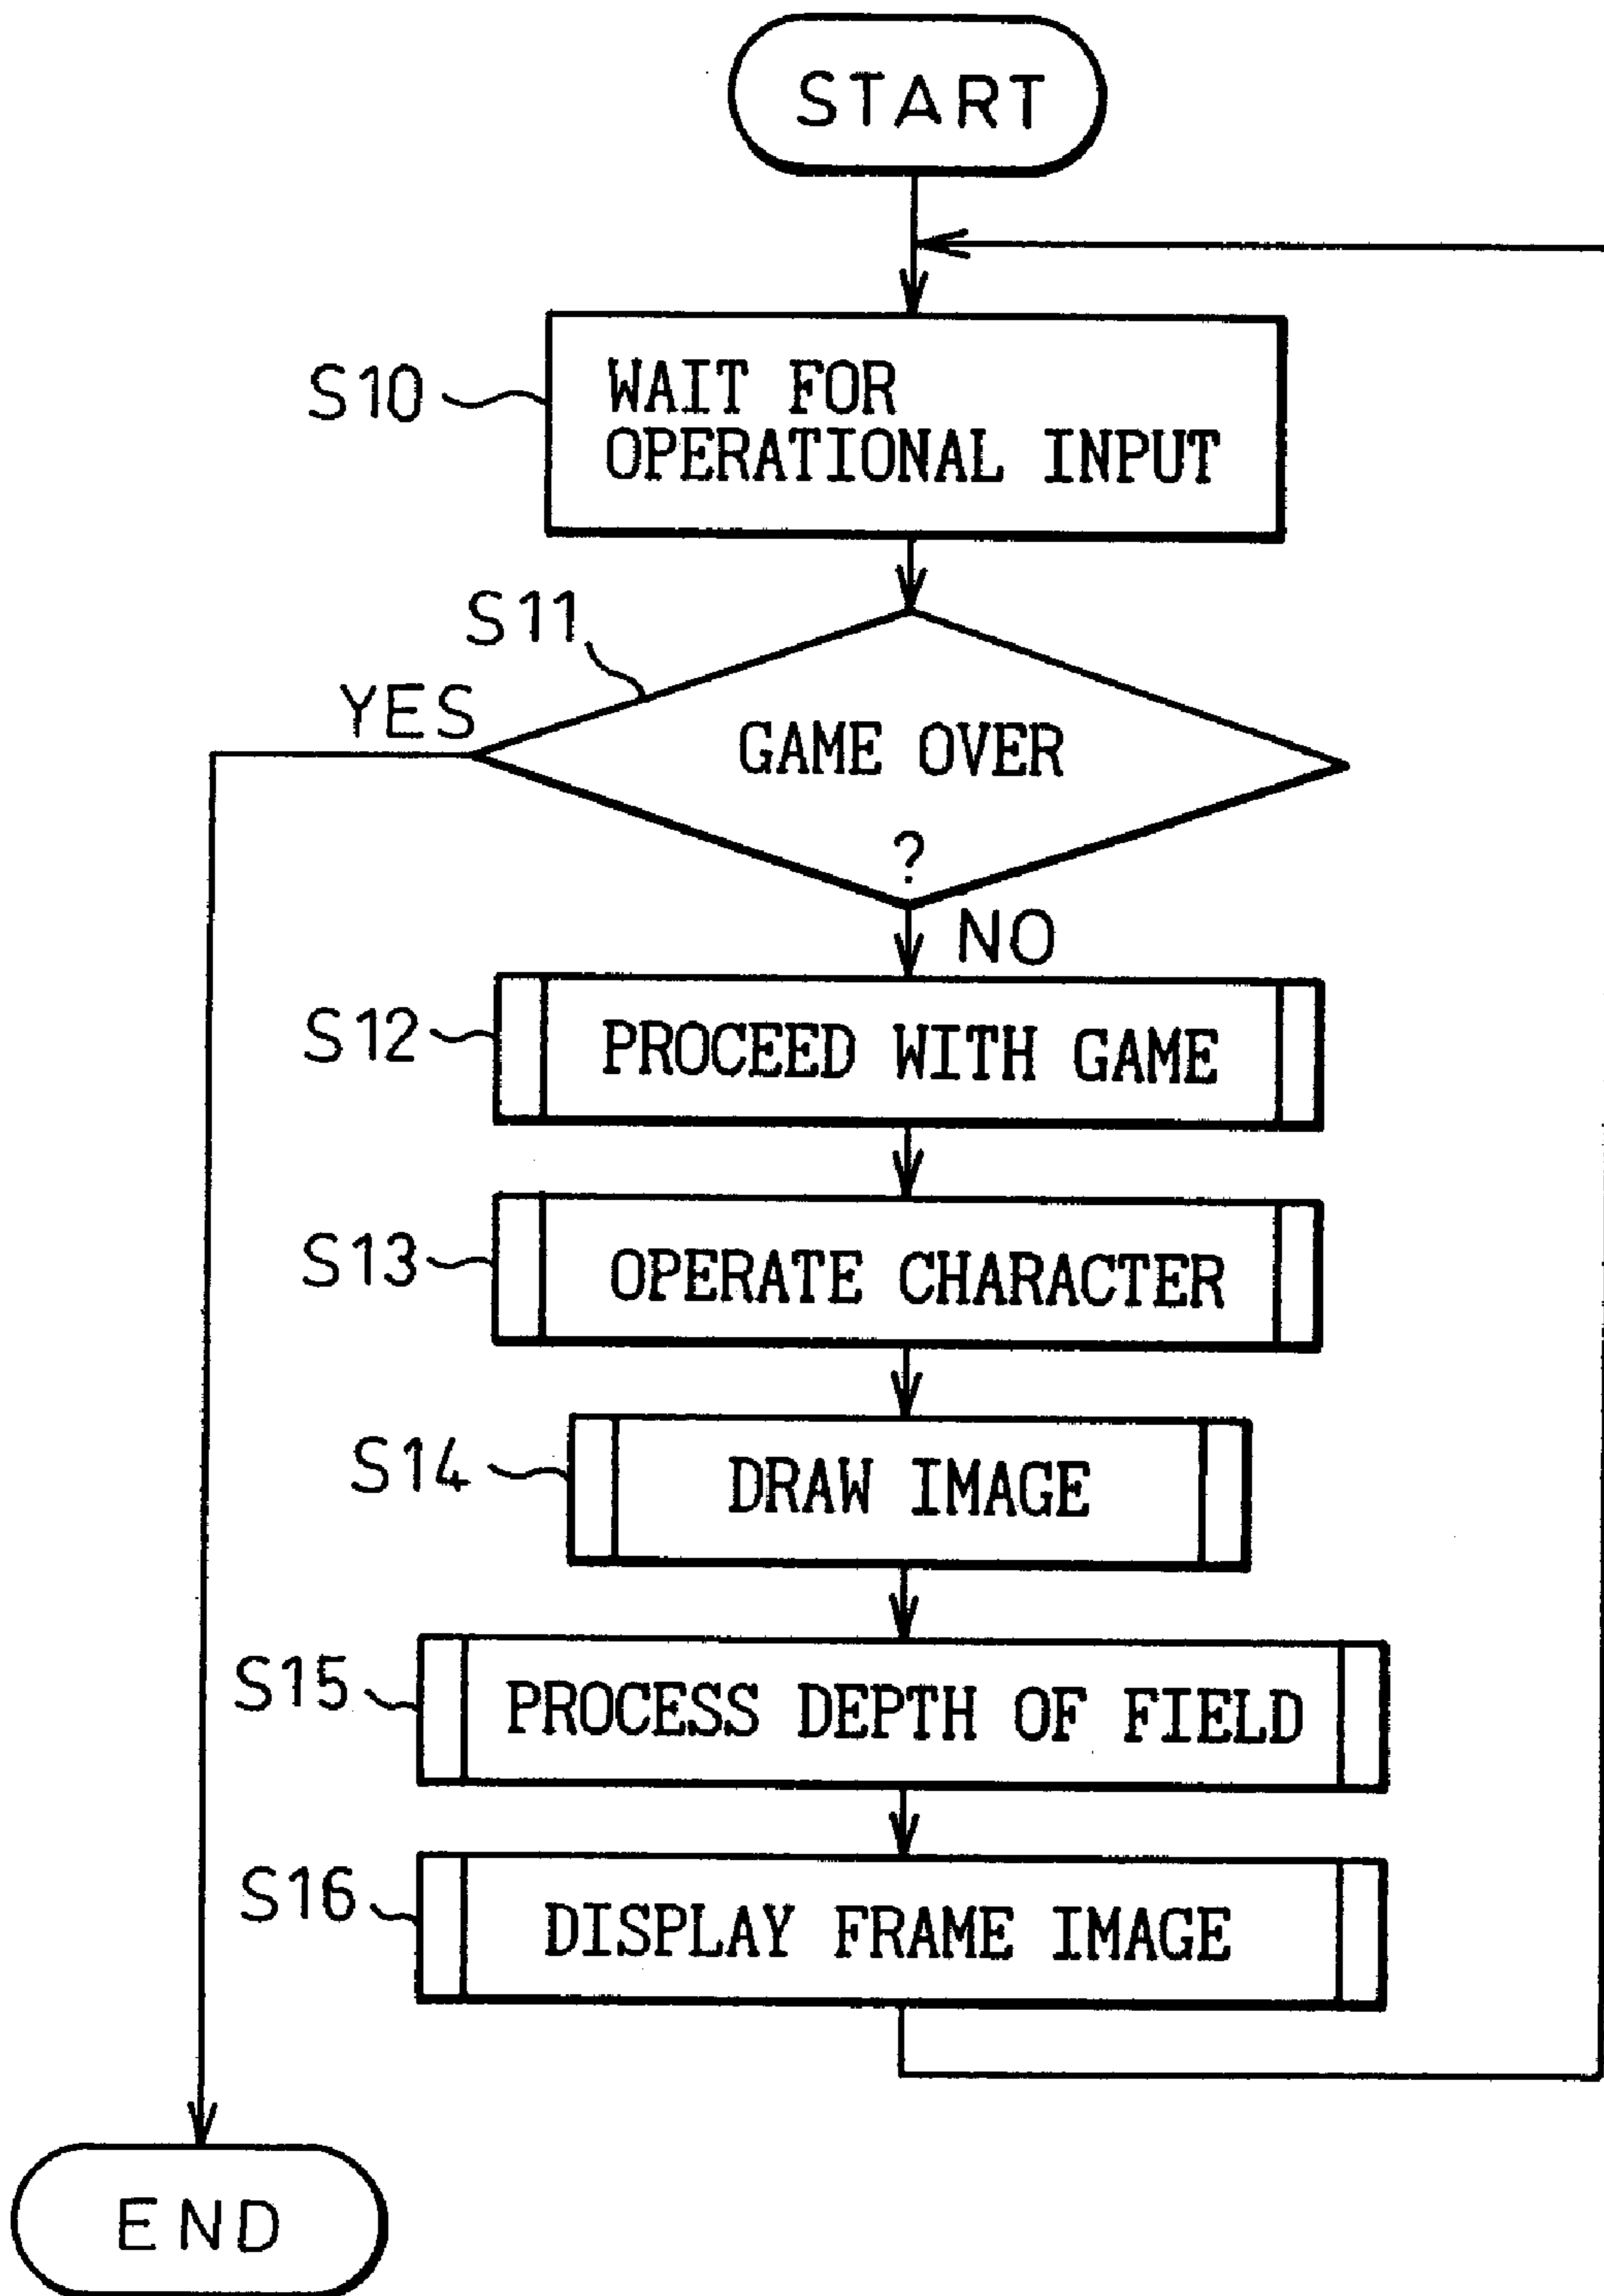 START
S10
WAIT FOR
OPERATIONAL INPUT
S11
YES
GAME OVER
?
NO
S12
PROCEED WITH GAME
S13
OPERATE CHARACTER
S14
DRAW IMAGE
S15
PROCESS DEPTH OF FIELD
S16
DISPLAY FRAME IMAGE
END